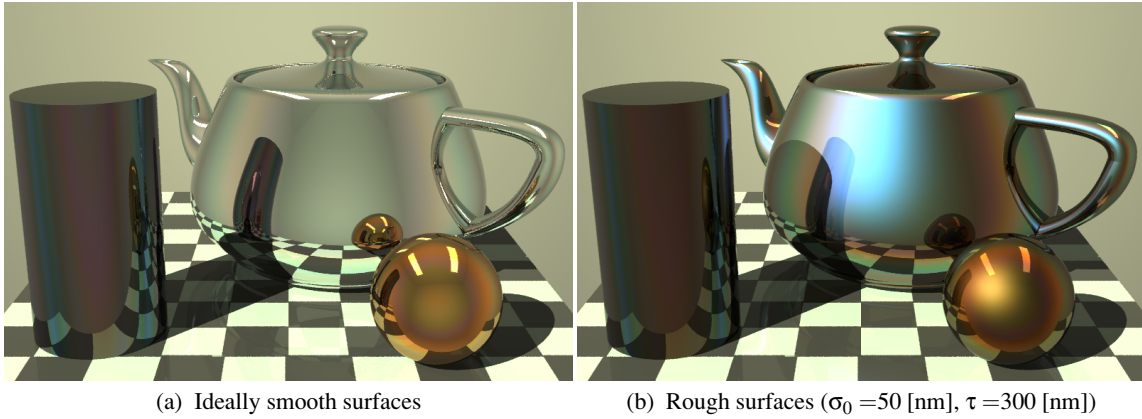 (a) Ideally smooth surfaces
(b) Rough surfaces (σ₀ =50 [nm], τ =300 [nm])